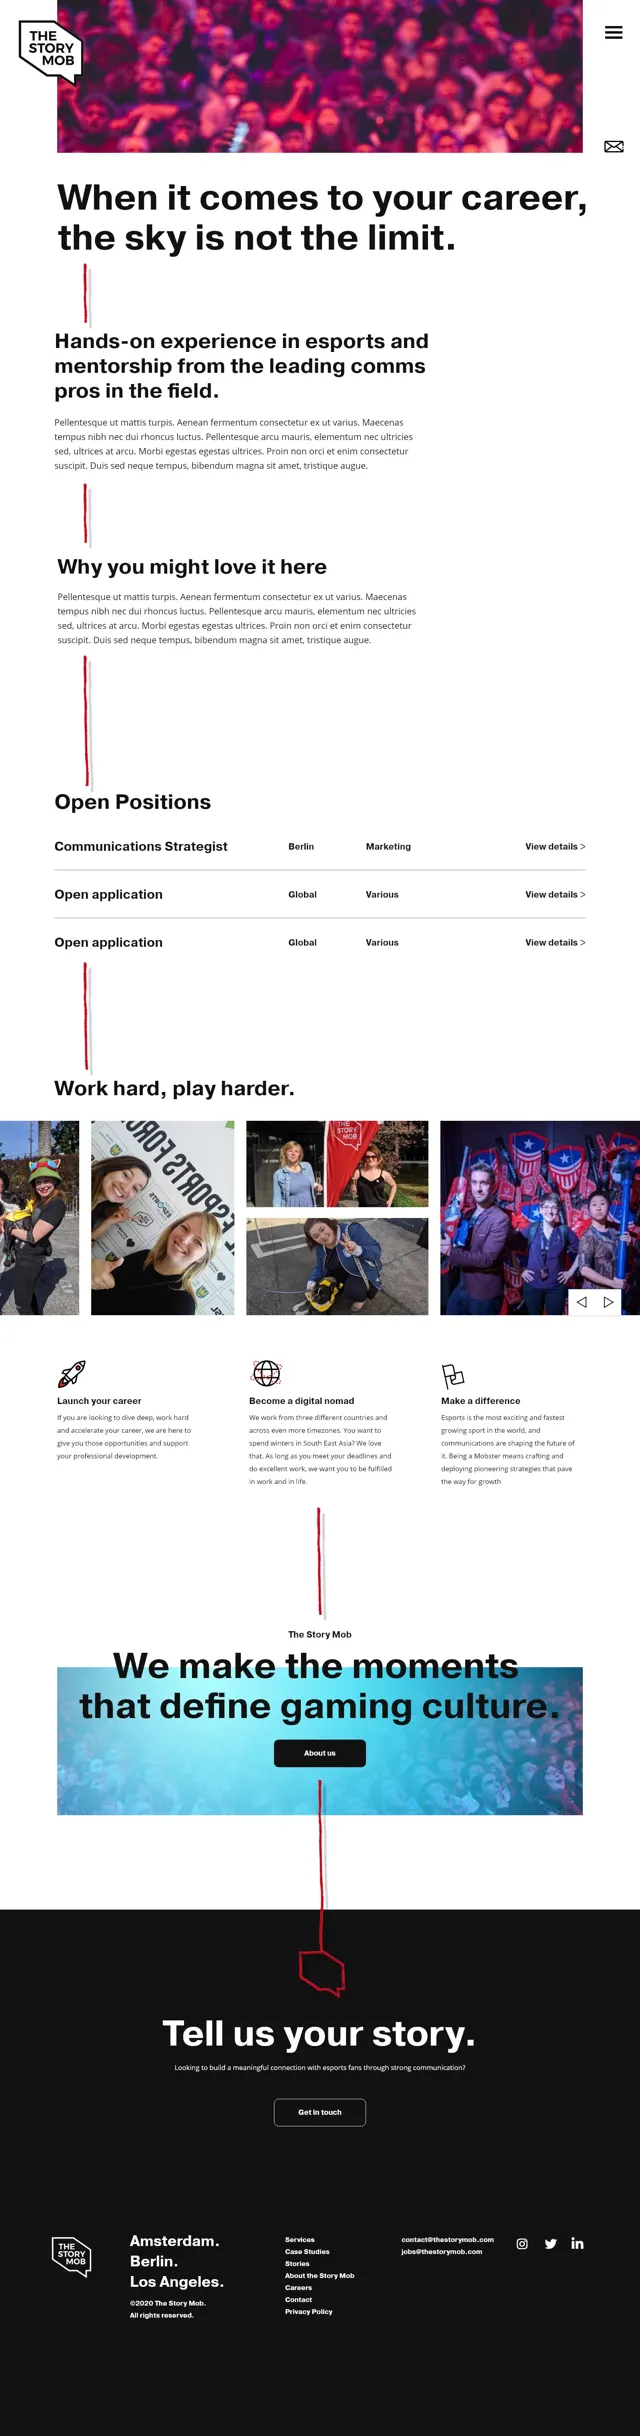 THE
STORY
MOB
When it comes to your career,
the sky is not the limit.
Hands-on experience in esports and
mentorship from the leading comms
pros in the field.
Pellentesque ut mattis turpis. Aenean fermentum consectetur ex ut varius. Maecenas
tempus nibh nec dui rhoncus luctus. Pellentesque arcu mauris, elementum nec ultricies
sed, ultrices at arcu. Morbi egestas egestas ultrices. Proin non orci et enim consectetur
suscipit. Duis sed neque tempus, bibendum magna sit amet, tristique augue.
Why you might love it here
Pellentesque ut mattis turpis. Aenean fermentum consectetur ex ut varius. Maecenas
tempus nibh nec dui rhoncus luctus. Pellentesque arcu mauris, elementum nec ultricies
sed, ultrices at arcu. Morbi egestas egestas ultrices. Proin non orci et enim consectetur
suscipit. Duis sed neque tempus, bibendum magna sit amet, tristique augue.
Open Positions
Communications Strategist Berlin Marketing View details >
Open application Global Various View details >
Open application Global Various View details >
Work hard, play harder.
ESPORTS FORC
THE
STORY
MOB
Launch your career
If you are looking to dive deep, work hard
and accelerate your career, we are here to
give you those opportunities and support
your professional development.
Become a digital nomad
We work from three different countries and
across even more timezones. You want to
spend winters in South East Asia? We love
that. As long as you meet your deadlines and
do excellent work, we want you to be fulfilled
in work and in life.
Make a difference
Esports is the most exciting and fastest
growing sport in the world, and
communications are shaping the future of
it. Being a Mobster means crafting and
deploying pioneering strategies that pave
the way for growth
The Story Mob
We make the moments
that define gaming culture.
About us
Tell us your story.
Looking to build a meaningful connection with esports fans through strong communication?
Get in touch
THE
STORY
MOB
Amsterdam.
Berlin.
Los Angeles.
©2020 The Story Mob.
All rights reserved.
Services
Case Studies
Stories
About the Story Mob
Careers
Contact
Privacy Policy
contact@thestorymob.com
jobs@thestorymob.com